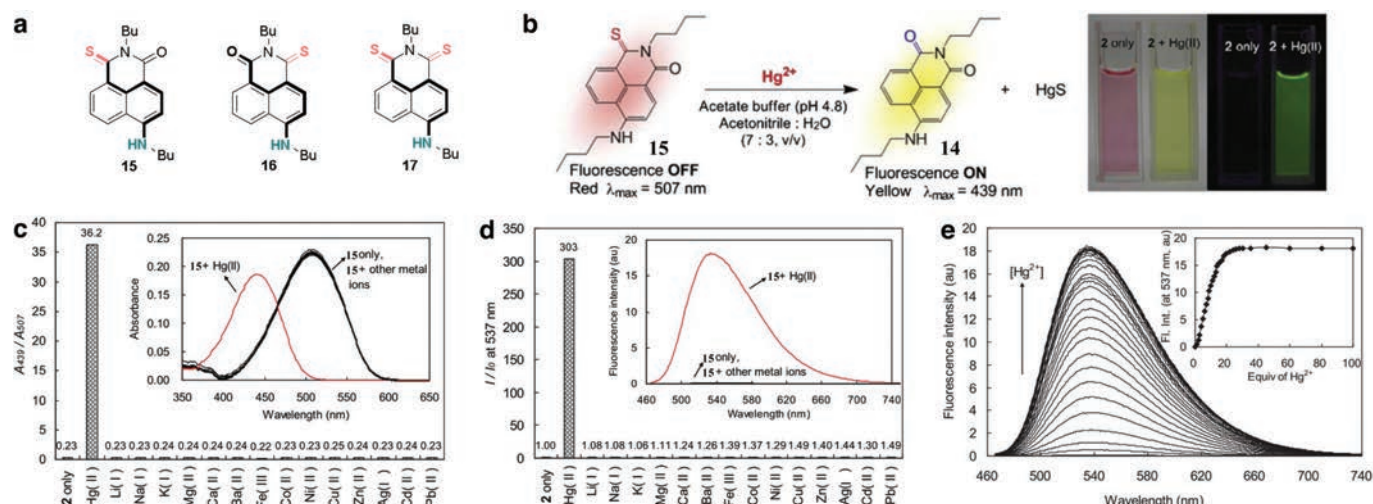 a
Bu
S N O
HN Bu
15
Bu
O N S
HN Bu
16
Bu
S N S
HN Bu
17
b
S
N
O
NH
15
Fluorescence OFF
Red λmax = 507 nm
Hg2+
Acetate buffer (pH 4.8)
Acetonitrile : H2O
(7 : 3, v/v)
O
N
O
NH
14
Fluorescence ON
Yellow λmax = 439 nm
+ HgS
2 only 2 + Hg(II) 2 only 2 + Hg(II)
c
A439 / A507
40
35
30
25
20
15
10
5
0
36.2
0.23 0.23 0.23 0.24 0.24 0.24 0.24 0.22 0.23 0.23 0.25 0.24 0.23 0.24 0.23
2 only
Hg( II )
Li( I )
Na( I )
K( I )
Mg( II )
Ca( II )
Ba( II )
Fe( III )
Co( II )
Ni( II )
Cu( II )
Zn( II )
Ag( I )
Cd( II )
Pb( II )
Absorbance
0.25
0.20
0.15
0.10
0.05
0.00
15+ Hg(II)
15only,
15+ other metal
ions
350 400 450 500 550 600 650
Wavelength (nm)
d
I / I0 at 537 nm
350
300
250
200
150
100
50
0
303
1.00 1.08 1.08 1.06 1.11 1.24 1.26 1.39 1.37 1.29 1.49 1.40 1.44 1.30 1.49
2 only
Hg( II )
Li( I )
Na( I )
K( I )
Mg( II )
Ca( II )
Ba( II )
Fe( III )
Co( II )
Ni( II )
Cu( II )
Zn( II )
Ag(I )
Cd( II )
Pb( II )
Fluorescence intensity (au)
20
15
10
5
0
15+ Hg(II)
15only,
15+ other metal ions
460 500 540 580 620 660 700 740
Wavelength (nm)
e
Fluorescence intensity (au)
20
18
16
14
12
10
8
6
4
2
0
[Hg2+]
460 500 540 580 620 660 700 740
Wavelength (nm)
Fl. Int. (at 537 nm, au)
20
15
10
5
0
0 20 40 60 80 100
Equiv of Hg2+